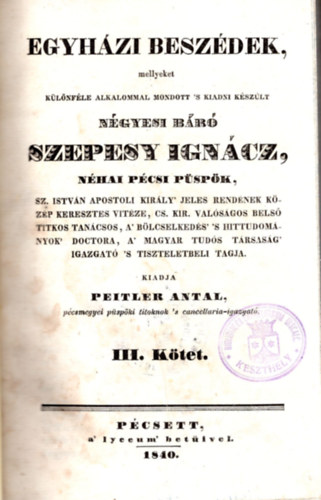 EGYHÁZI BESZÉDEK,
mellyeket
KÜLÖNFÉLE ALKALOMMAL MONDOTT 'S KIADNI KÉSZÜLT
NÉGYESI BÁRÓ
SZEPESY IGNÁCZ,
NÉHAI PÉCSI PÜSPÖK,
SZ. ISTVÁN APOSTOLI KIRÁLY' JELES RENDENEK KÖ-
ZÉP KERESZTES VITÉZE, CS. KIR. VALÓSÁGOS BELSŐ
TITKOS TANÁCSOS, A' BÖLCSELKEDÉS' 'S HITTUDOMÁ-
NYOK' DOCTORA, A' MAGYAR TUDÓS TÁRSASÁG'
IGAZGATÓ 'S TISZTELETBELI TAGJA.
KIADJA
PEITLER ANTAL,
pécsmegyei püspöki titoknok 's cancellaria-igazgató.
III. Kötet.
KESZTHELY
PÉCSETT,
a' lyceum' betüivel.
1840.